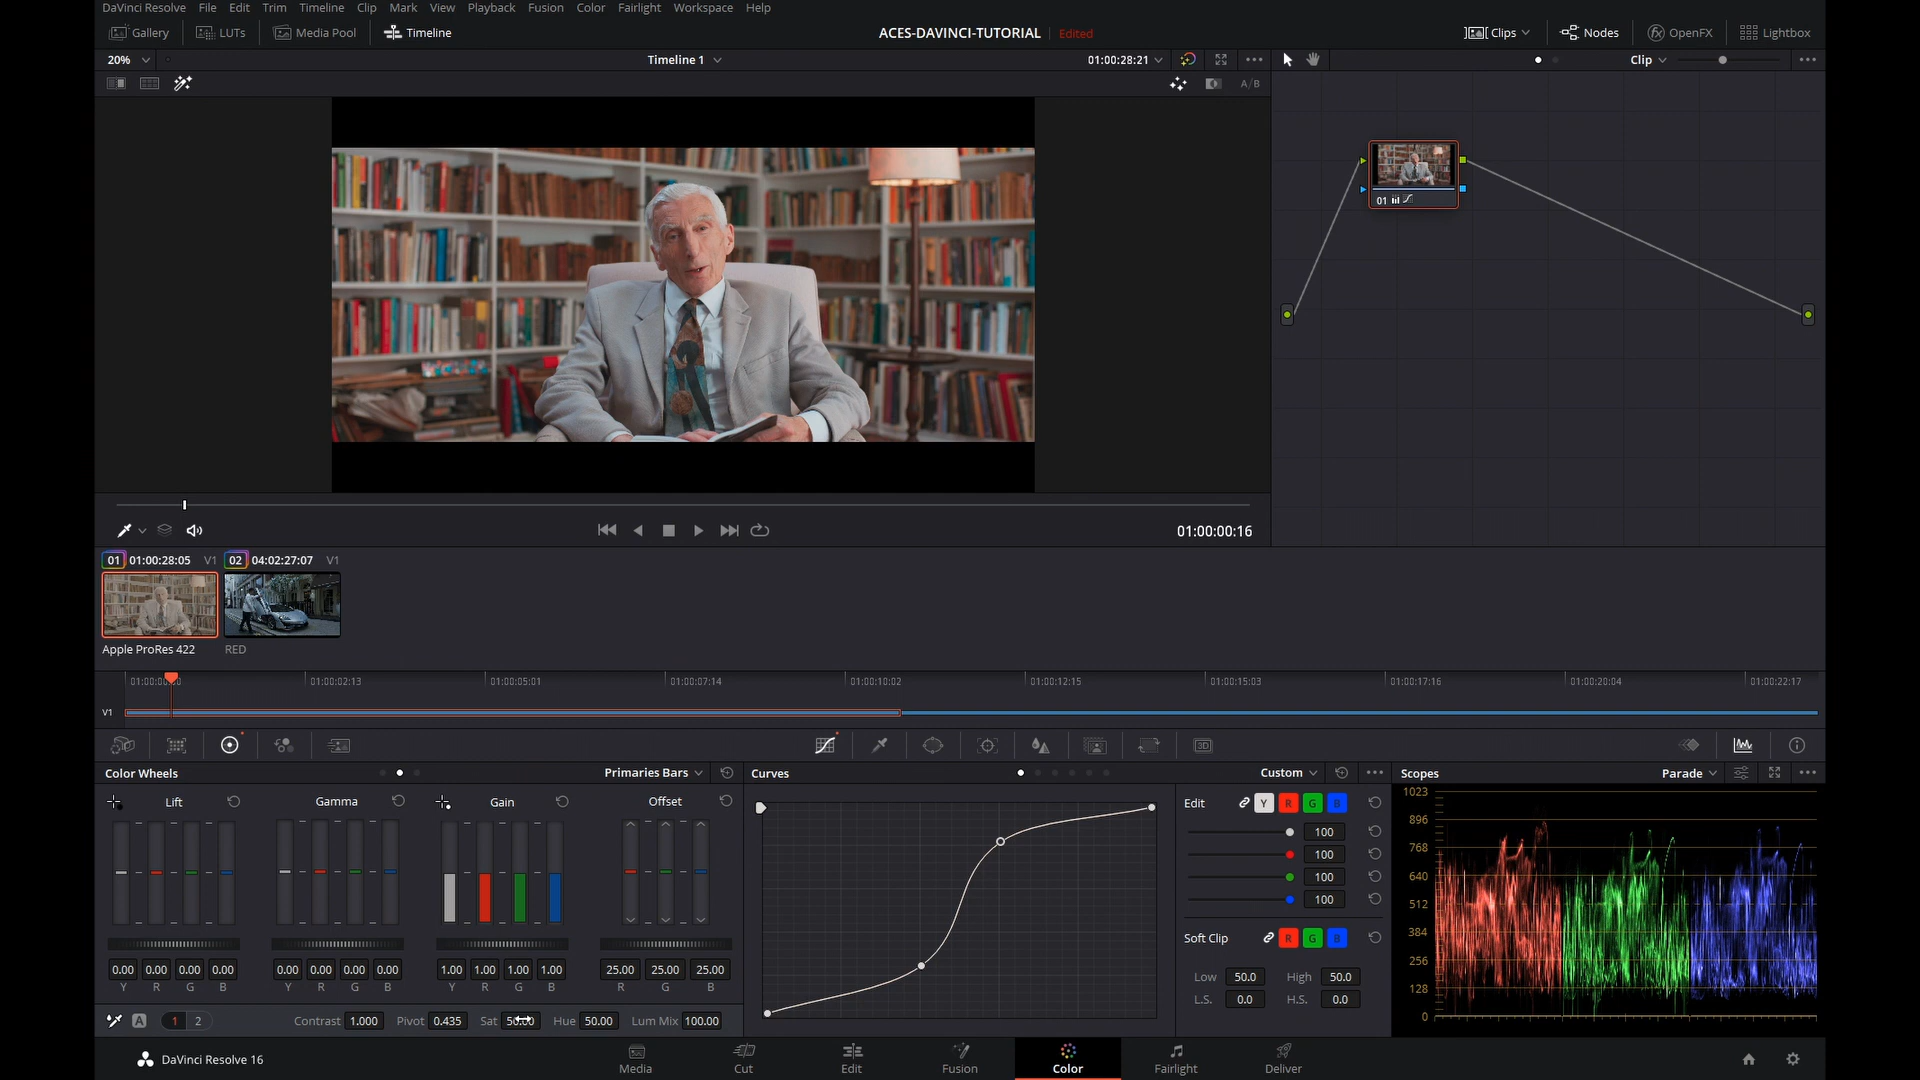 DaVinci Resolve File Edit Trim Timeline Clip Mark View Playback Fusion Color Fairlight Workspace Help
Gallery LUTs Media Pool Timeline ACES-DAVINCI-TUTORIAL Edited Clips Nodes OpenFX Lightbox
20% Timeline 1 01:00:28:21 Clip
A/B
01
01:00:00:16
01 01:00:28:05 V1 02 04:02:27:07 V1
Apple ProRes 422 RED
01:00:02:13 01:00:05:01 01:00:07:14 01:00:10:02 01:00:12:15 01:00:15:03 01:00:17:16 01:00:20:04 01:00:22:17
V1
3D
Color Wheels Primaries Bars Curves Custom Scopes Parade
Lift Gamma Gain Offset
0.00 0.00 0.00 0.00 0.00 0.00 0.00 0.00 1.00 1.00 1.00 1.00 25.00 25.00 25.00
Y R G B Y R G B Y R G B R G B
A 1 2 Contrast 1.000 Pivot 0.435 Sat Hue 50.00 Lum Mix 100.00
Edit Y R G B
100
100
100
100
Soft Clip R G B
Low 50.0 High 50.0
L.S. 0.0 H.S. 0.0
1023
896
768
640
512
384
256
128
0
DaVinci Resolve 16 Media Cut Edit Fusion Color Fairlight Deliver